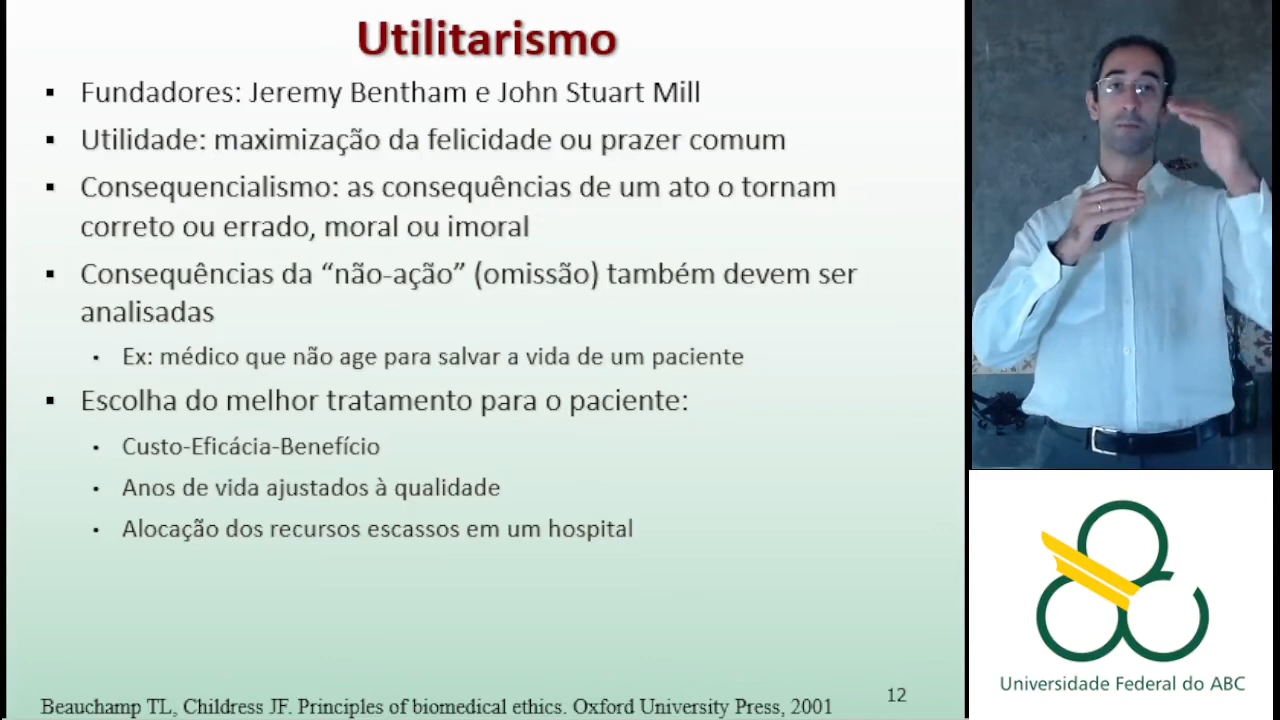 Utilitarismo
▪ Fundadores: Jeremy Bentham e John Stuart Mill
▪ Utilidade: maximização da felicidade ou prazer comum
▪ Consequencialismo: as consequências de um ato o tornam
correto ou errado, moral ou imoral
▪ Consequências da “não-ação” (omissão) também devem ser
analisadas
• Ex: médico que não age para salvar a vida de um paciente
▪ Escolha do melhor tratamento para o paciente:
• Custo-Eficácia-Benefício
• Anos de vida ajustados à qualidade
• Alocação dos recursos escassos em um hospital
Beauchamp TL, Childress JF. Principles of biomedical ethics. Oxford University Press, 2001
12
Universidade Federal do ABC